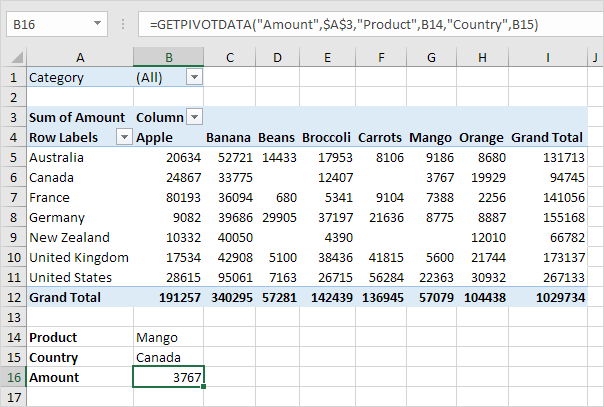 B16 =GETPIVOTDATA("Amount",$A$3,"Product",B14,"Country",B15)
A B C D E F G H I J
1 Category (All)
2
3 Sum of Amount Column
4 Row Labels Apple Banana Beans Broccoli Carrots Mango Orange Grand Total
5 Australia 20634 52721 14433 17953 8106 9186 8680 131713
6 Canada 24867 33775 12407 3767 19929 94745
7 France 80193 36094 680 5341 9104 7388 2256 141056
8 Germany 9082 39686 29905 37197 21636 8775 8887 155168
9 New Zealand 10332 40050 4390 12010 66782
10 United Kingdom 17534 42908 5100 38436 41815 5600 21744 173137
11 United States 28615 95061 7163 26715 56284 22363 30932 267133
12 Grand Total 191257 340295 57281 142439 136945 57079 104438 1029734
13
14 Product Mango
15 Country Canada
16 Amount 3767
17